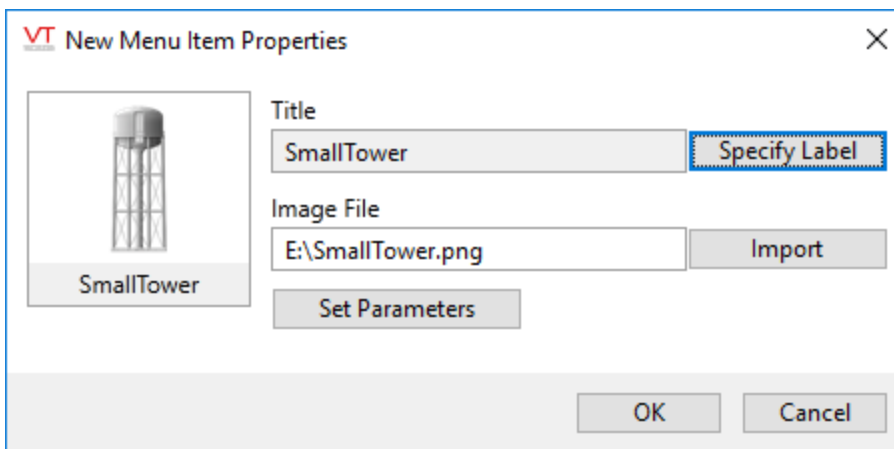 VT New Menu Item Properties
Title
SmallTower Specify Label
Image File
E:\SmallTower.png Import
SmallTower
Set Parameters
OK Cancel